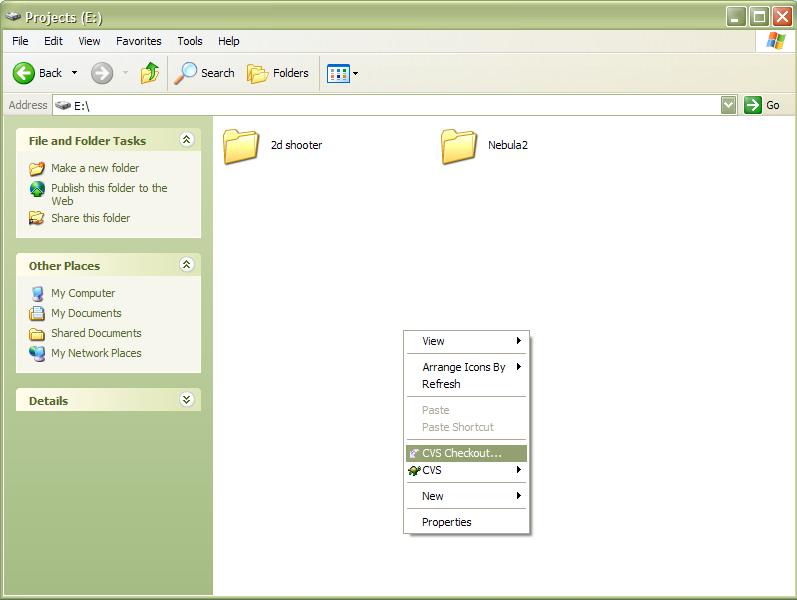 Projects (E:)
File Edit View Favorites Tools Help
Back Search Folders
Address E:\ Go
File and Folder Tasks
Make a new folder
Publish this folder to the
Web
Share this folder
Other Places
My Computer
My Documents
Shared Documents
My Network Places
Details
2d shooter Nebula2
View
Arrange Icons By
Refresh
Paste
Paste Shortcut
CVS Checkout...
CVS
New
Properties